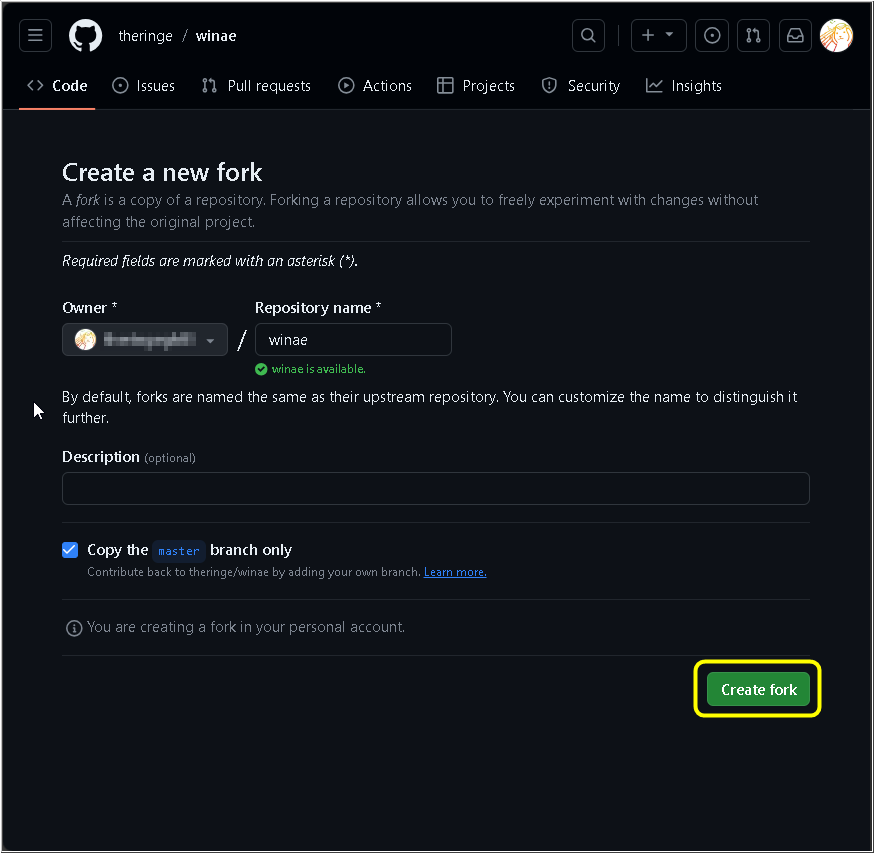 theringe / winae
Code Issues Pull requests Actions Projects Security Insights
Create a new fork
A fork is a copy of a repository. Forking a repository allows you to freely experiment with changes without
affecting the original project.
Required fields are marked with an asterisk (*).
Owner * Repository name *
/ winae
winae is available.
By default, forks are named the same as their upstream repository. You can customize the name to distinguish it
further.
Description (optional)
Copy the master branch only
Contribute back to theringe/winae by adding your own branch. Learn more.
You are creating a fork in your personal account.
Create fork